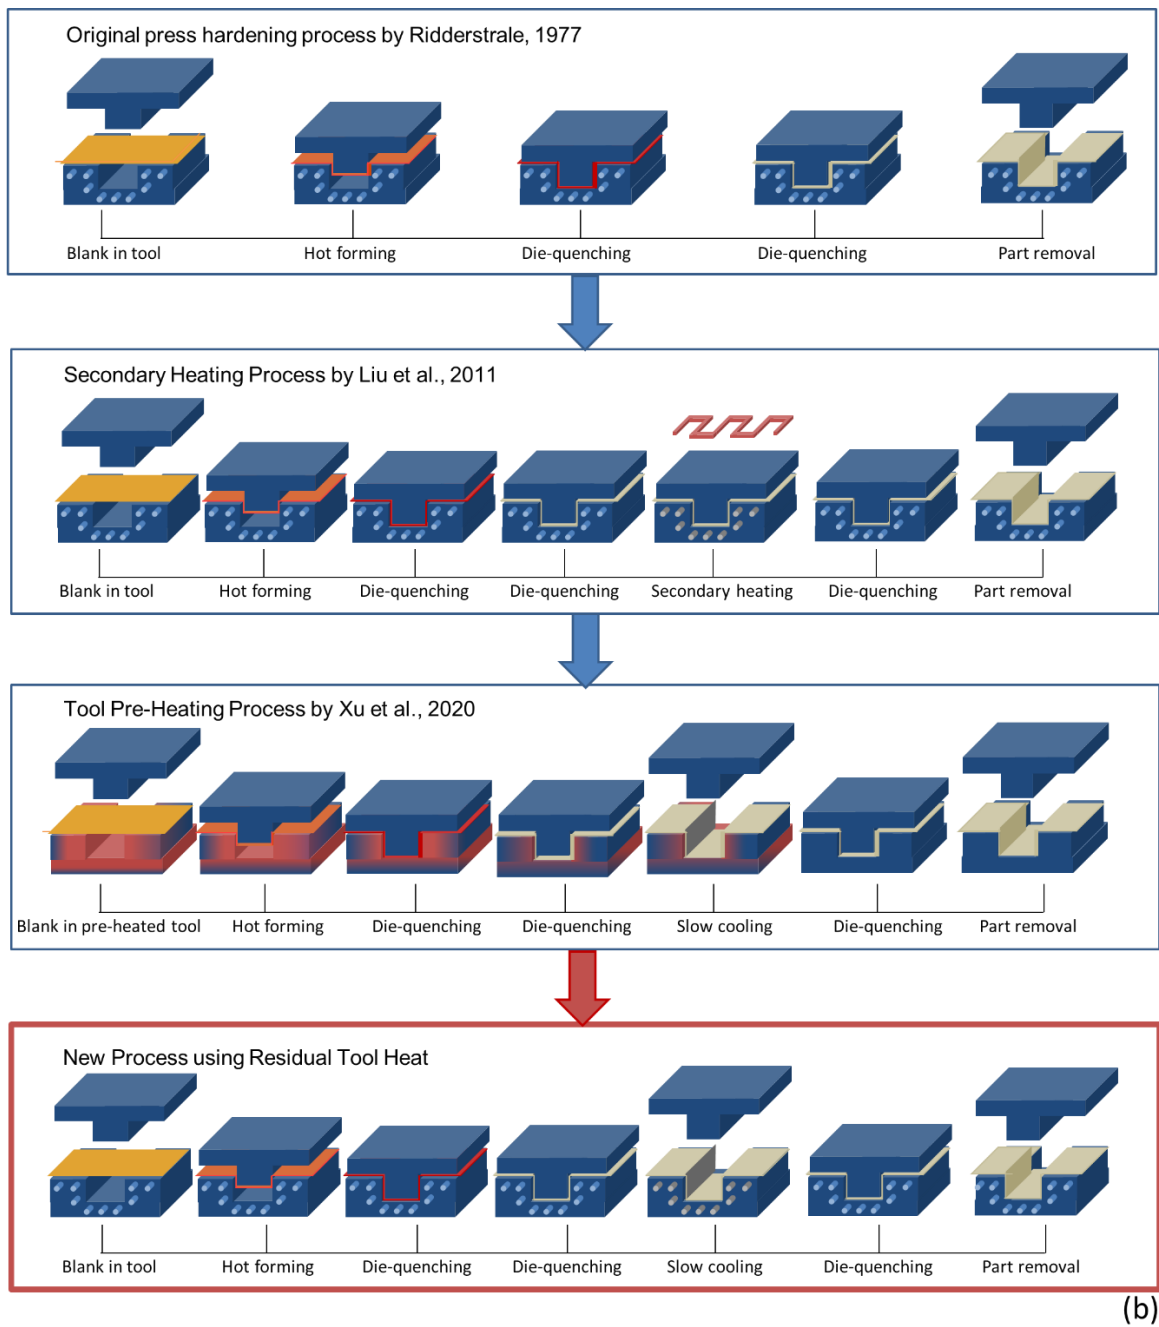 Original press hardening process by Ridderstrale, 1977
Blank in tool Hot forming Die-quenching Die-quenching Part removal
Secondary Heating Process by Liu et al., 2011
Blank in tool Hot forming Die-quenching Die-quenching Secondary heating Die-quenching Part removal
Tool Pre-Heating Process by Xu et al., 2020
Blank in pre-heated tool Hot forming Die-quenching Die-quenching Slow cooling Die-quenching Part removal
New Process using Residual Tool Heat
Blank in tool Hot forming Die-quenching Die-quenching Slow cooling Die-quenching Part removal
(b)